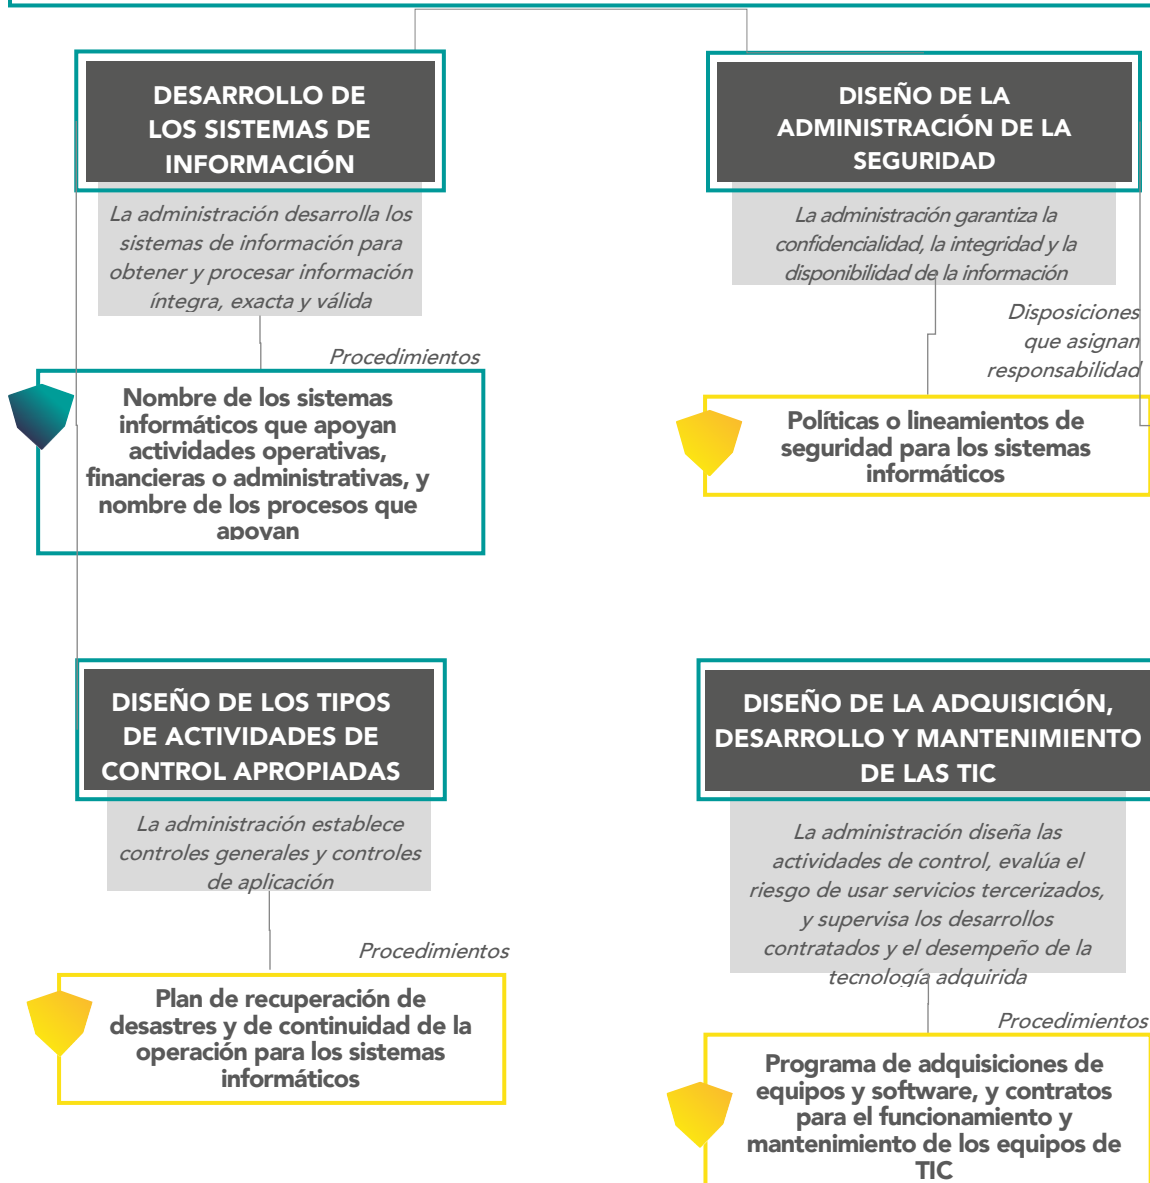 DESARROLLO DE
LOS SISTEMAS DE
INFORMACIÓN
La administración desarrolla los
sistemas de información para
obtener y procesar información
íntegra, exacta y válida
Procedimientos
Nombre de los sistemas
informáticos que apoyan
actividades operativas,
financieras o administrativas, y
nombre de los procesos que
apoyan
DISEÑO DE LA
ADMINISTRACIÓN DE LA
SEGURIDAD
La administración garantiza la
confidencialidad, la integridad y la
disponibilidad de la información
Disposiciones
que asignan
responsabilidad
Políticas o lineamientos de
seguridad para los sistemas
informáticos
DISEÑO DE LOS TIPOS
DE ACTIVIDADES DE
CONTROL APROPIADAS
La administración establece
controles generales y controles
de aplicación
Procedimientos
Plan de recuperación de
desastres y de continuidad de la
operación para los sistemas
informáticos
DISEÑO DE LA ADQUISICIÓN,
DESARROLLO Y MANTENIMIENTO
DE LAS TIC
La administración diseña las
actividades de control, evalúa el
riesgo de usar servicios tercerizados,
y supervisa los desarrollos
contratados y el desempeño de la
tecnología adquirida
Procedimientos
Programa de adquisiciones de
equipos y software, y contratos
para el funcionamiento y
mantenimiento de los equipos de
TIC